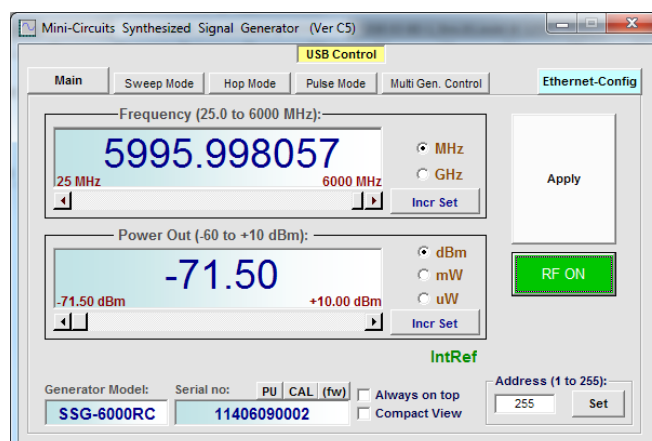 Mini-Circuits Synthesized Signal Generator (Ver C5)
USB Control
Main Sweep Mode Hop Mode Pulse Mode Multi Gen. Control Ethernet-Config
Frequency (25.0 to 6000 MHz):
5995.998057
25 MHz 6000 MHz
MHz
GHz
Incr Set
Apply
Power Out (-60 to +10 dBm):
-71.50
-71.50 dBm +10.00 dBm
dBm
mW
uW
Incr Set
RF ON
IntRef
Generator Model: Serial no: PU CAL (fw) Always on top Address (1 to 255):
SSG-6000RC 11406090002 Compact View 255 Set